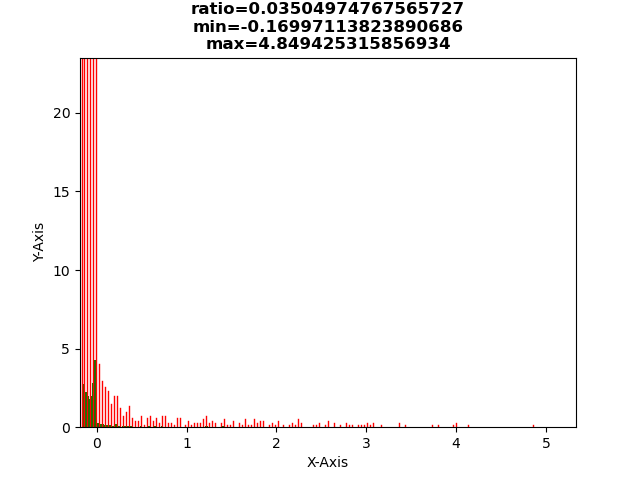 ratio=0.03504974767565727
min=-0.16997113823890686
max=4.849425315856934
20
15
10
5
0
Y-Axis
0 1 2 3 4 5
X-Axis